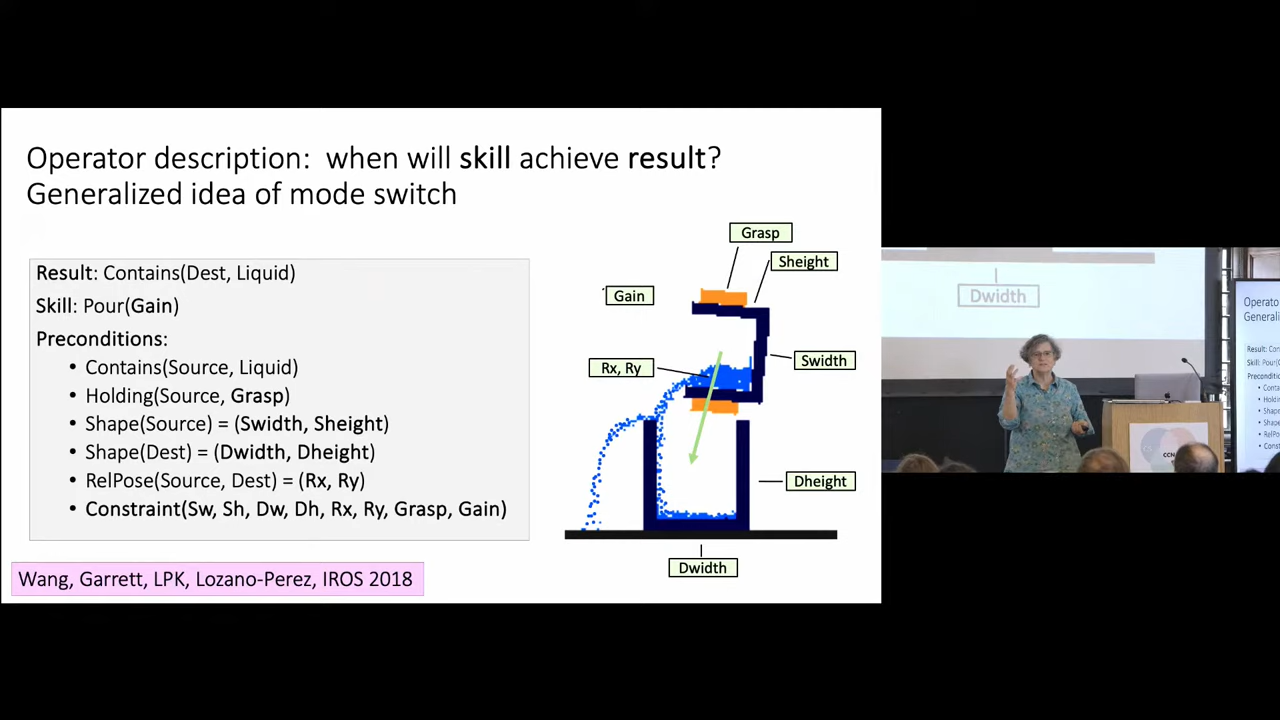 Operator description: when will skill achieve result?
Generalized idea of mode switch
Result: Contains(Dest, Liquid)
Skill: Pour(Gain)
Preconditions:
• Contains(Source, Liquid)
• Holding(Source, Grasp)
• Shape(Source) = (Swidth, Sheight)
• Shape(Dest) = (Dwidth, Dheight)
• RelPose(Source, Dest) = (Rx, Ry)
• Constraint(Sw, Sh, Dw, Dh, Rx, Ry, Grasp, Gain)
Wang, Garrett, LPK, Lozano-Perez, IROS 2018
Grasp
Sheight
Gain
Swidth
Rx, Ry
Dheight
Dwidth
Dwidth
CCN